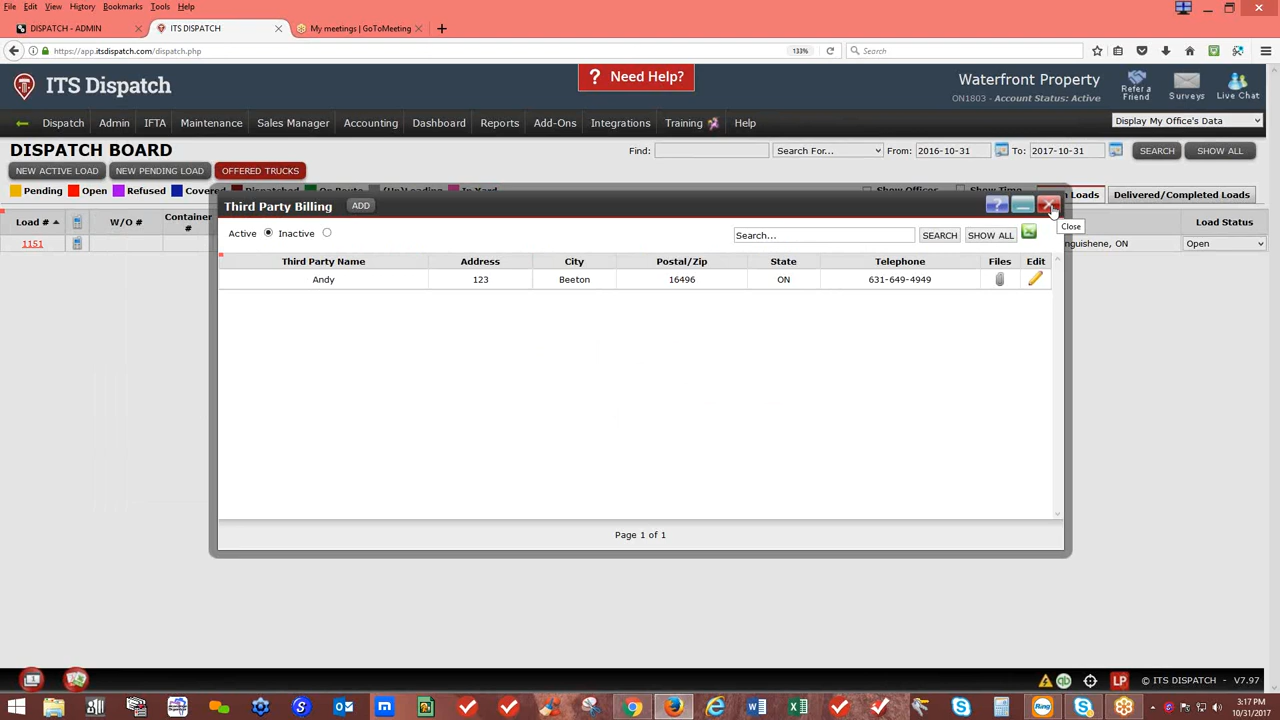 File Edit View History Bookmarks Tools Help
DISPATCH - ADMIN ITS DISPATCH My meetings | GoToMeeting
https://app.itsdispatch.com/dispatch.php 133% Search
ITS Dispatch ? Need Help? Waterfront Property
ON1803 - Account Status: Active
Refer a Friend Surveys Live Chat
Dispatch Admin IFTA Maintenance Sales Manager Accounting Dashboard Reports Add-Ons Integrations Training Help Display My Office's Data
DISPATCH BOARD Find: Search For... From: 2016-10-31 To: 2017-10-31 SEARCH SHOW ALL
NEW ACTIVE LOAD NEW PENDING LOAD OFFERED TRUCKS
Pending Open Refused Covered Loads Delivered/Completed Loads
Load # W/O # Container # Load Status
1151 nguishene, ON Open
Third Party Billing ADD ?
Close
Active Inactive Search... SEARCH SHOW ALL
Third Party Name Address City Postal/Zip State Telephone Files Edit
Andy 123 Beeton 16496 ON 631-649-4949
Page 1 of 1
LP © ITS DISPATCH - V7.97
3:17 PM
10/31/2017